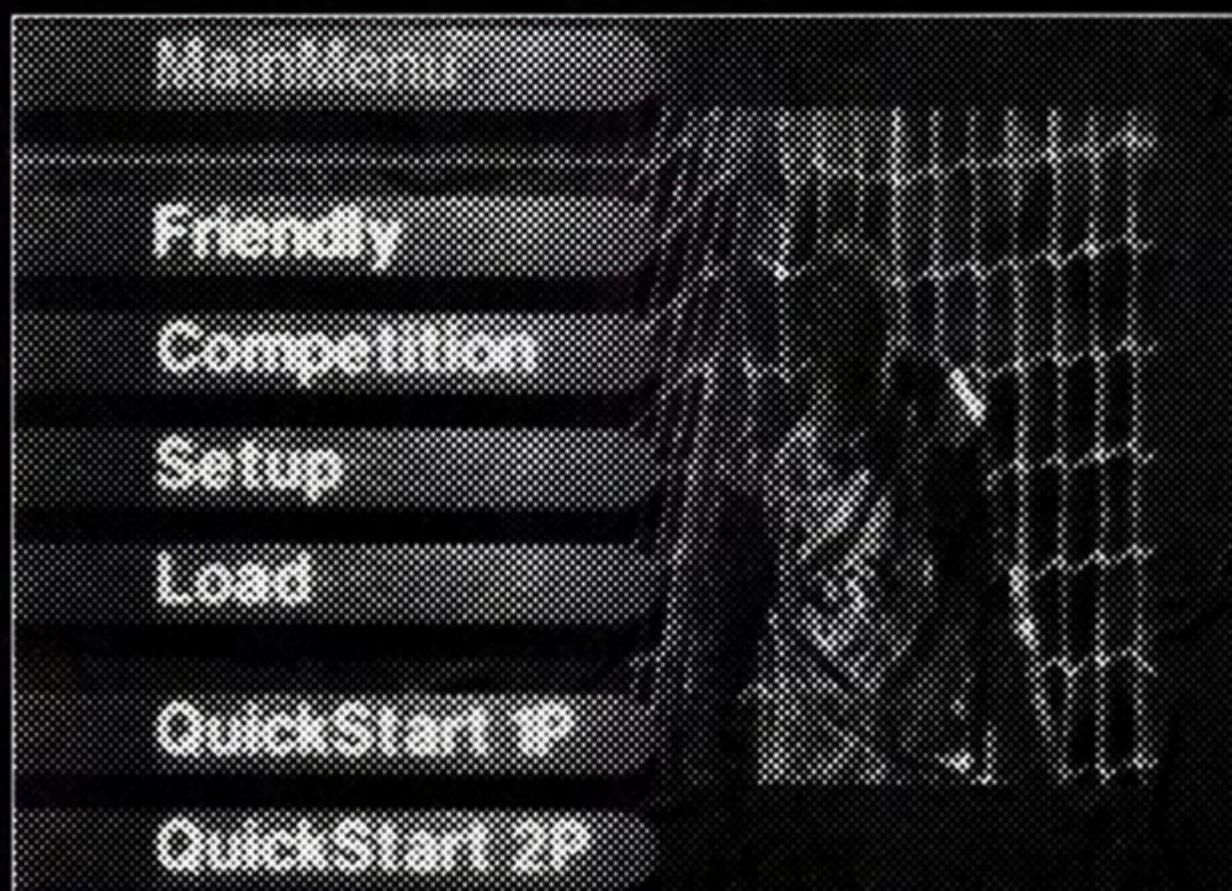 MainMenu
Friendly
Competition
Setup
Load
QuickStart 1P
QuickStart 2P